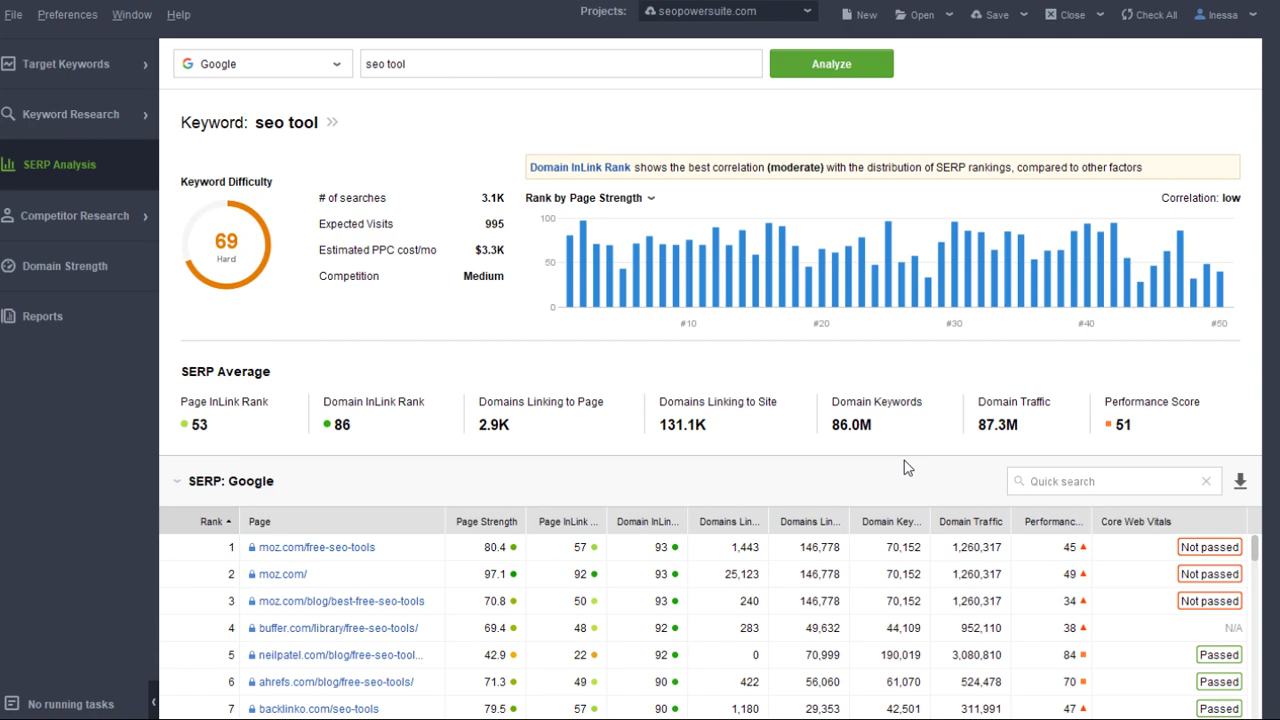 File Preferences Window Help Projects: seopowersuite.com New Open Save Close Check All Inessa
Target Keywords
Keyword Research
SERP Analysis
Competitor Research
Domain Strength
Reports
No running tasks
Google seo tool Analyze
Keyword: seo tool
Keyword Difficulty
69
Hard
# of searches 3.1K
Expected Visits 995
Estimated PPC cost/mo $3.3K
Competition Medium
Domain InLink Rank shows the best correlation (moderate) with the distribution of SERP rankings, compared to other factors
Rank by Page Strength Correlation: low
100
50
0
#10 #20 #30 #40 #50
SERP Average
Page InLink Rank Domain InLink Rank Domains Linking to Page Domains Linking to Site Domain Keywords Domain Traffic Performance Score
53 86 2.9K 131.1K 86.0M 87.3M 51
SERP: Google Quick search
Rank Page Page Strength Page InLink ... Domain InLin... Domains Lin... Domains Lin... Domain Key... Domain Traffic Performanc... Core Web Vitals
1 moz.com/free-seo-tools 80.4 57 93 1,443 146,778 70,152 1,260,317 45 Not passed
2 moz.com/ 97.1 92 93 25,123 146,778 70,152 1,260,317 49 Not passed
3 moz.com/blog/best-free-seo-tools 70.8 50 93 240 146,778 70,152 1,260,317 34 Not passed
4 buffer.com/library/free-seo-tools/ 69.4 48 92 283 49,632 44,109 952,110 38 N/A
5 neilpatel.com/blog/free-seo-tool... 42.9 22 92 0 70,999 190,019 3,080,810 84 Passed
6 ahrefs.com/blog/free-seo-tools/ 71.3 49 90 422 56,060 61,070 524,478 70 Passed
7 backlinko.com/seo-tools 79.5 57 90 1,180 29,353 42,501 311,991 47 Passed